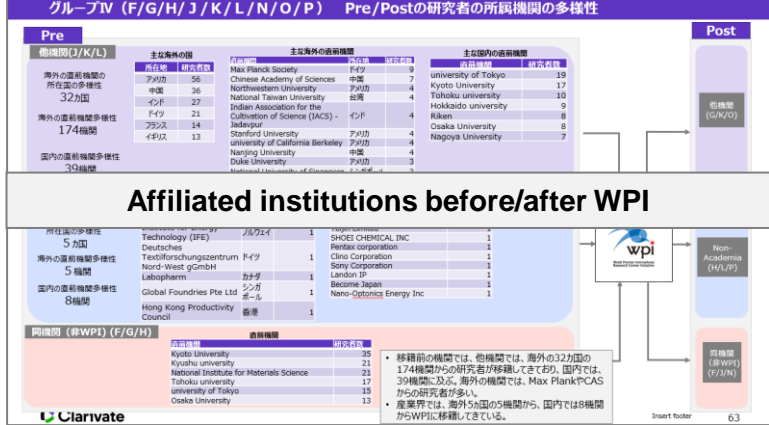 グループⅣ（F/G/H/J/K/L/N/O/P） Pre/Postの研究者の所属機関の多様性
Pre
Post
他機関(J/K/L)
海外の直前機関の
所在国の多様性
32カ国
海外の直前機関多様性
174機関
国内の直前機関多様性
39機関
主な海外の国
所在地 研究者数
アメリカ 56
中国 36
インド 27
ドイツ 21
フランス 14
イギリス 13
主な海外の直前機関
直前機関 所在地 研究者数
Max Planck Society ドイツ 9
Chinese Academy of Sciences 中国 7
Northwestern University アメリカ 4
National Taiwan University 台湾 4
Indian Association for the
Cultivation of Science (IACS) - インド 4
Jadavpur
Stanford University アメリカ 4
university of California Berkeley アメリカ 4
Nanjing University 中国 4
Duke University アメリカ 3
主な国内の直前機関
直前機関 研究者数
university of Tokyo 19
Kyoto University 17
Tohoku university 10
Hokkaido university 9
Riken 8
Osaka University 8
Nagoya University 7
他機関
(G/K/O)
Affiliated institutions before/after WPI
所在国の多様性
5カ国
海外の直前機関多様性
5機関
国内の直前機関多様性
8機関
Technology (IFE) ノルウェイ 1
Deutsches
Textilforschungszentrum ドイツ 1
Nord-West gGmbH
Labopharm カナダ 1
Global Foundries Pte Ltd シンガポール 1
Hong Kong Productivity 香港 1
Council
SHOEI CHEMICAL INC 1
Pentax corporation 1
Clino Corporation 1
Sony Corporation 1
Landon IP 1
Become Japan 1
Nano-Optonics Energy Inc 1
wpi
Non-
Academia
(H/L/P)
同機関（非WPI）(F/G/H)
直前機関
直前機関 研究者数
Kyoto University 35
Kyushu university 21
National Institute for Materials Science 21
Tohoku university 17
university of Tokyo 15
Osaka University 13
• 移籍前の機関では、他機関では、海外の32カ国の
174機関からの研究者が移籍してきており、国内では、
39機関に及ぶ。海外の機関では、Max PlankやCAS
からの研究者が多い。
• 産業界では、海外5カ国の5機関から、国内では8機関
からWPIに移籍してきている。
同機関
(非WPI)
(F/J/N)
Clarivate
Insert footer 63